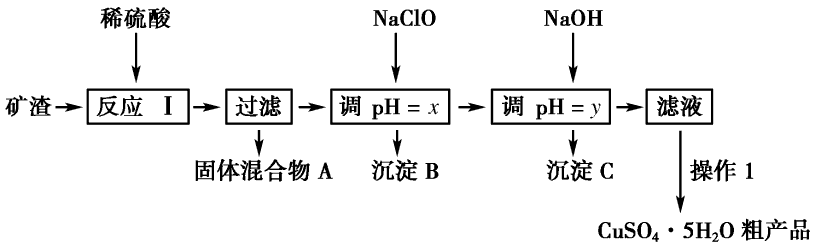 稀硫酸 NaClO NaOH
矿渣 反应 Ⅰ 过滤 调 pH=x 调 pH=y 滤液
固体混合物 A 沉淀 B 沉淀 C 操作 1
CuSO₄·5H₂O 粗产品